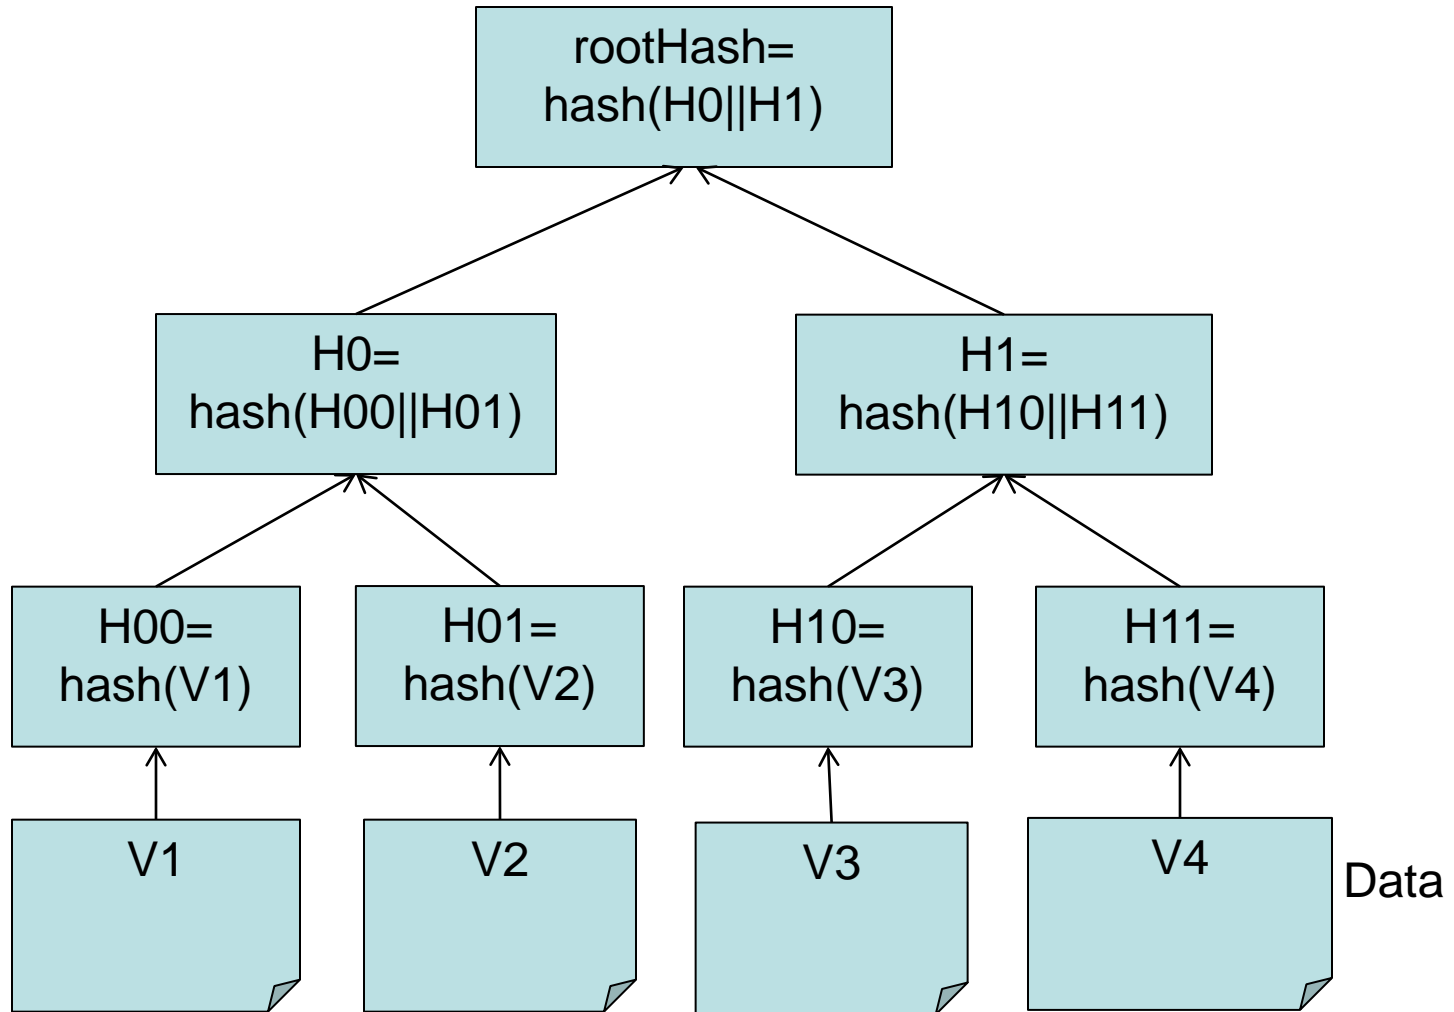 rootHash=
hash(H0||H1)
H0=
hash(H00||H01)
H1=
hash(H10||H11)
H00=
hash(V1)
H01=
hash(V2)
H10=
hash(V3)
H11=
hash(V4)
V1
V2
V3
V4
Data